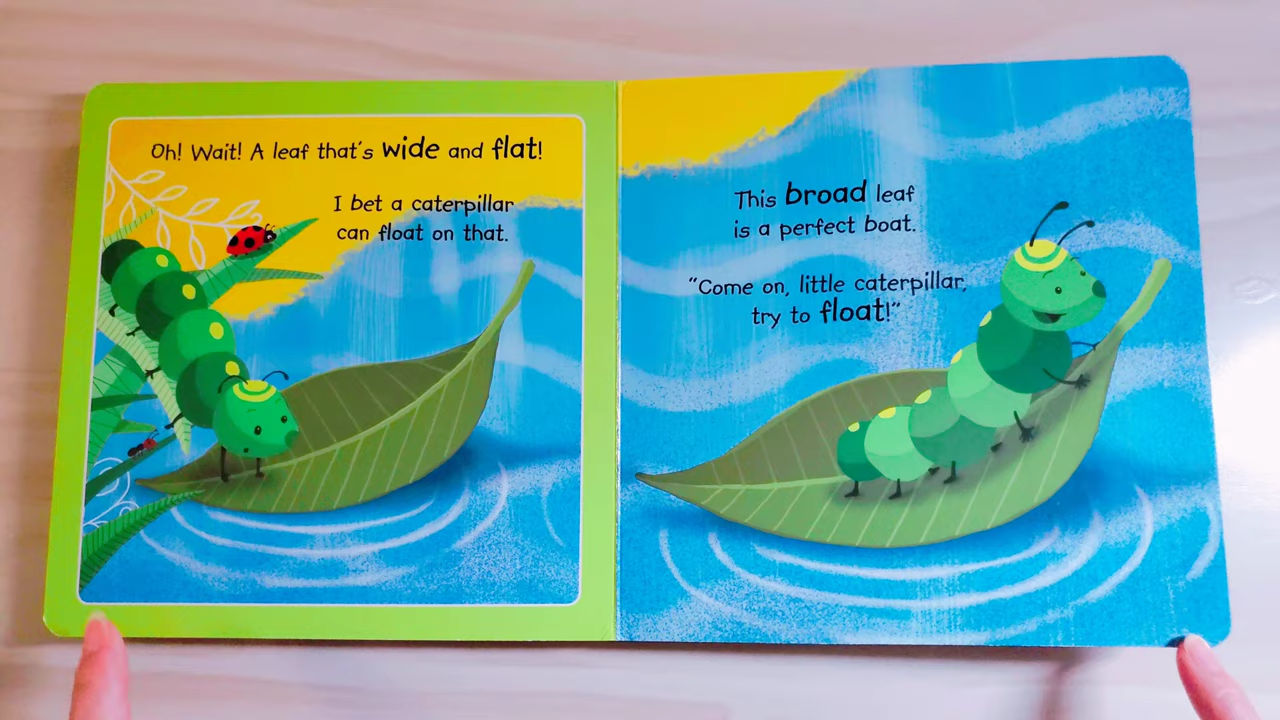 Oh! Wait! A leaf that's wide and flat!
I bet a caterpillar
can float on that.
This broad leaf
is a perfect boat.
"Come on, little caterpillar,
try to float!"